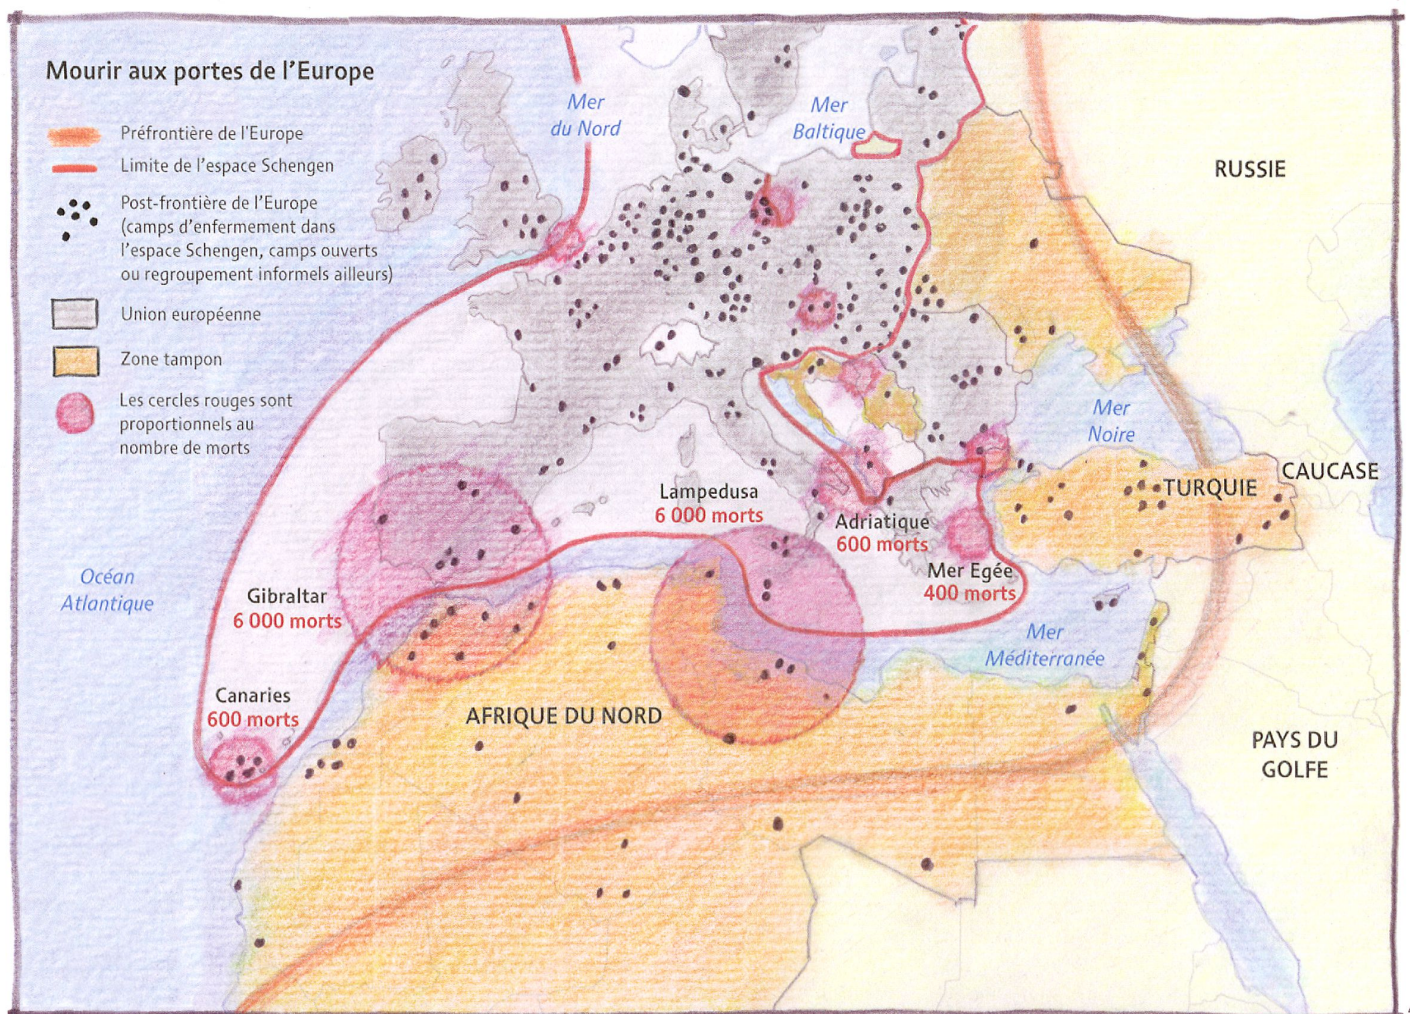 Mourir aux portes de l'Europe
Préfrontière de l'Europe
Limite de l'espace Schengen
Post-frontière de l'Europe
(camps d'enfermement dans
l'espace Schengen, camps ouverts
ou regroupement informels ailleurs)
Union européenne
Zone tampon
Les cercles rouges sont
proportionnels au
nombre de morts
Mer
du Nord
Mer
Baltique
RUSSIE
Mer
Noire
CAUCASE
TURQUIE
Lampedusa
6 000 morts
Adriatique
600 morts
Mer Egée
400 morts
Océan
Atlantique
Gibraltar
6 000 morts
Mer
Méditerranée
Canaries
600 morts
AFRIQUE DU NORD
PAYS DU
GOLFE